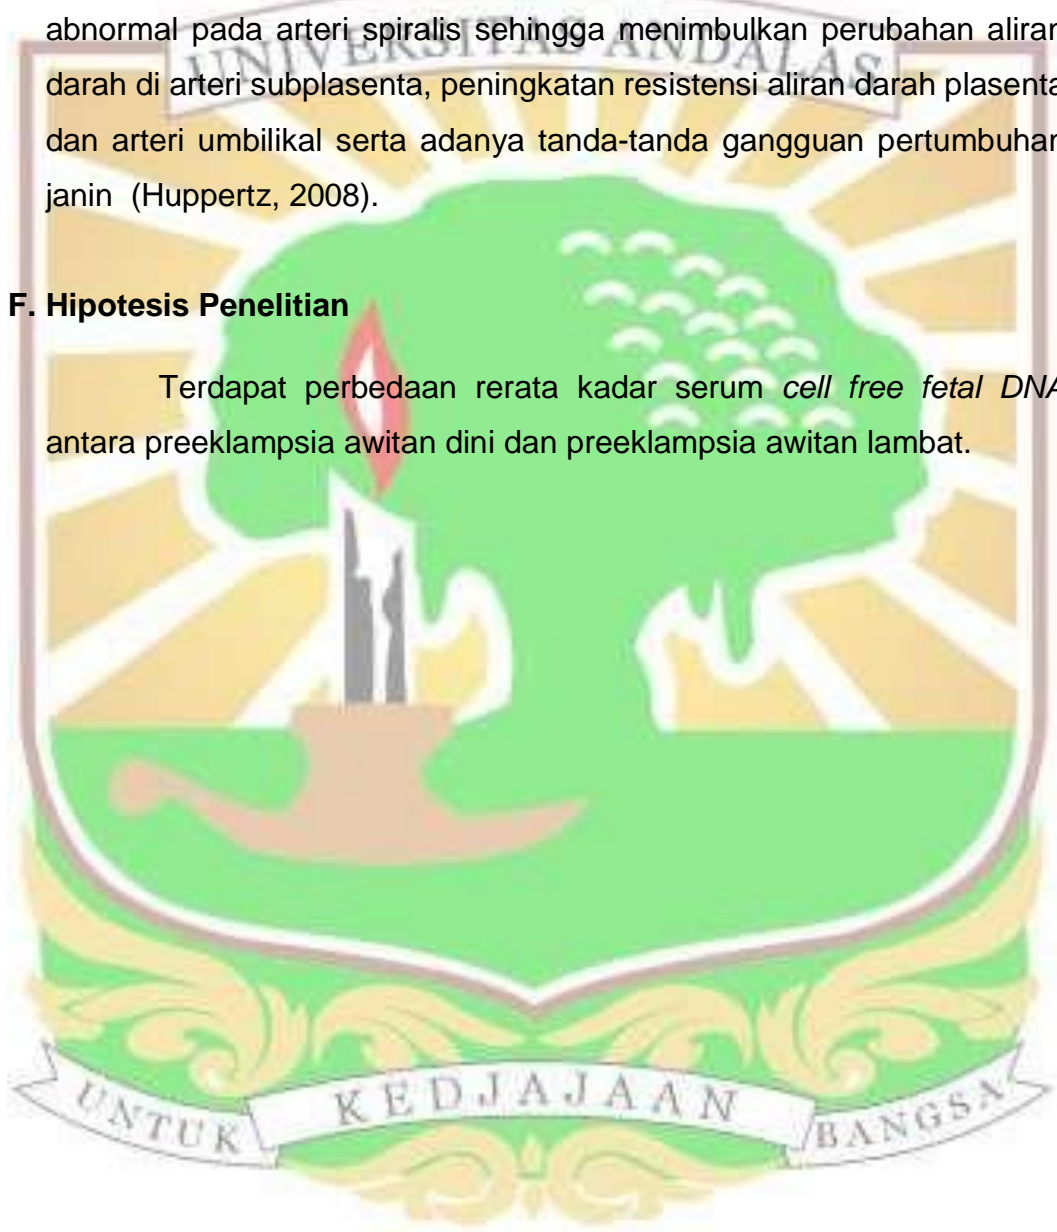 abnormal pada arteri spiralis sehingga menimbulkan perubahan aliran
UNIVERSITAS ANDALAS
darah di arteri subplasenta, peningkatan resistensi aliran darah plasenta
dan arteri umbilikal serta adanya tanda-tanda gangguan pertumbuhan
janin (Huppertz, 2008).
F. Hipotesis Penelitian
Terdapat perbedaan rerata kadar serum cell free fetal DNA
antara preeklampsia awitan dini dan preeklampsia awitan lambat.
UNTUK KEDJAJAAN BANGSA